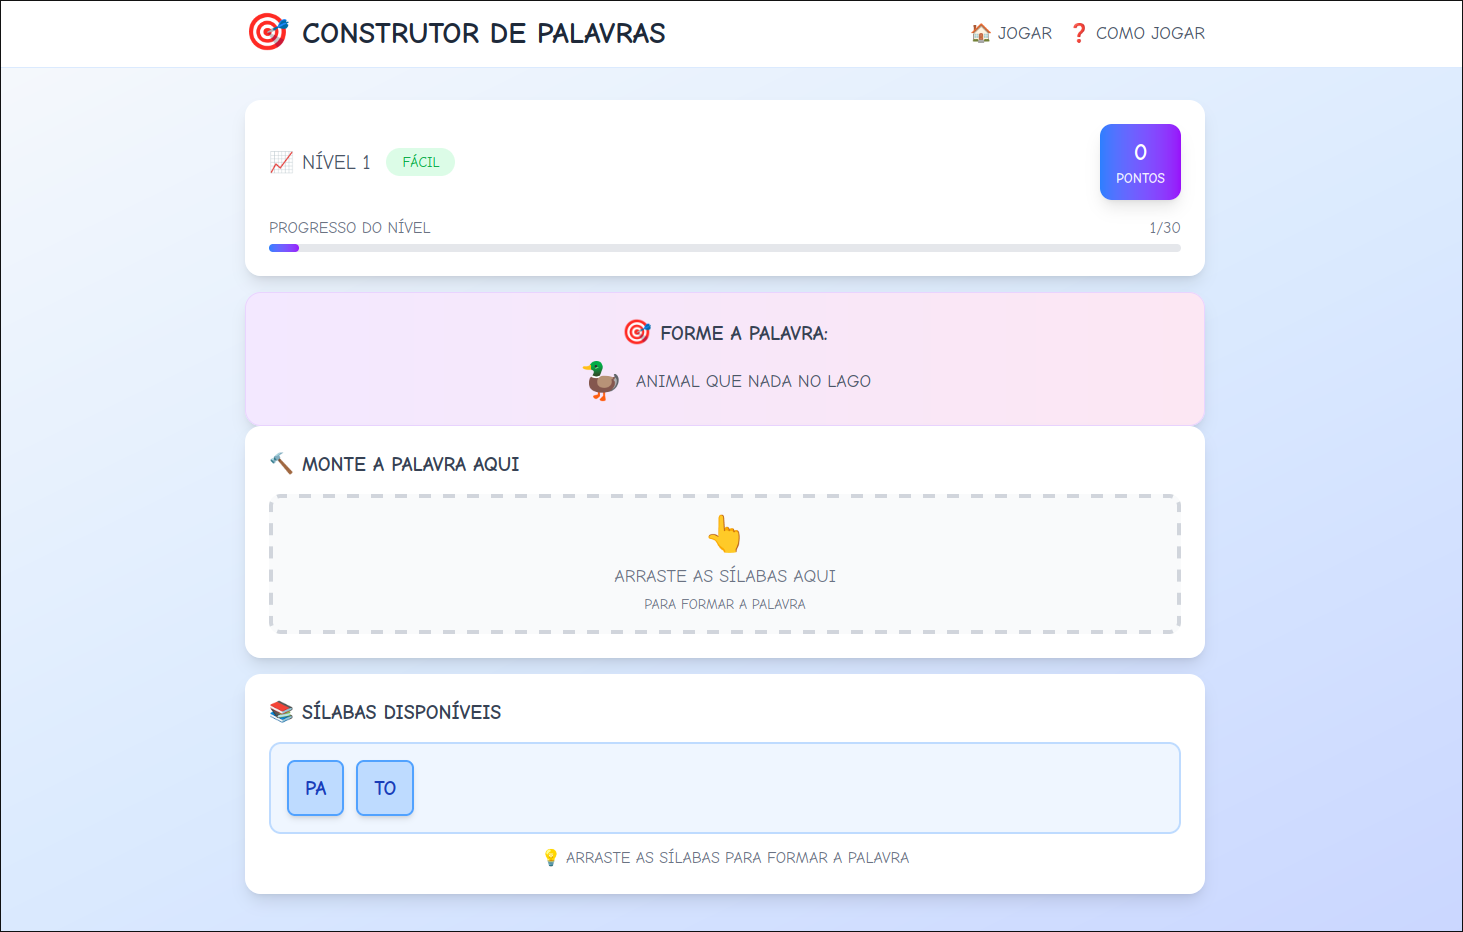 CONSTRUTOR DE PALAVRAS
JOGAR
COMO JOGAR
NÍVEL 1
FÁCIL
0
PONTOS
PROGRESSO DO NÍVEL
1/30
FORME A PALAVRA:
ANIMAL QUE NADA NO LAGO
MONTE A PALAVRA AQUI
ARRASTE AS SÍLABAS AQUI
PARA FORMAR A PALAVRA
SÍLABAS DISPONÍVEIS
PA
TO
ARRASTE AS SÍLABAS PARA FORMAR A PALAVRA